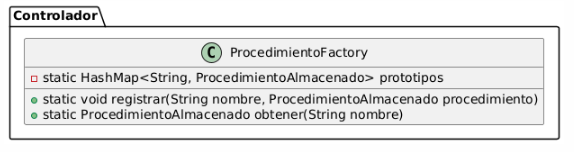 Controlador
C ProcedimientoFactory
static HashMap<String, ProcedimientoAlmacenado> prototipos
static void registrar(String nombre, ProcedimientoAlmacenado procedimiento)
static ProcedimientoAlmacenado obtener(String nombre)